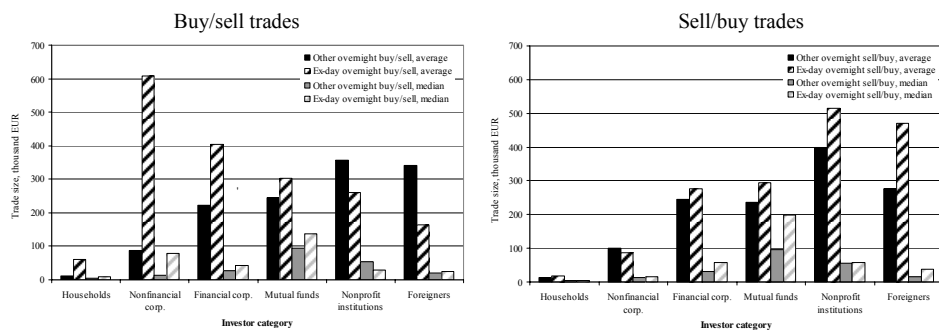 Buy/sell trades
700
600
500
400
300
200
100
0
Trade size, thousand EUR
Other overnight buy/sell, average
Ex-day overnight buy/sell, average
Other overnight buy/sell, median
Ex-day overnight buy/sell, median
Households
Nonfinancial
corp.
Financial corp.
Mutual funds
Nonprofit
institutions
Foreigners
Investor category
Sell/buy trades
700
600
500
400
300
200
100
0
Trade size, thousand EUR
Other overnight sell/buy, average
Ex-day overnight sell/buy, average
Other overnight sell/buy, median
Ex-day overnight sell/buy, median
Households
Nonfinancial
corp.
Financial corp.
Mutual funds
Nonprofit
institutions
Foreigners
Investor category